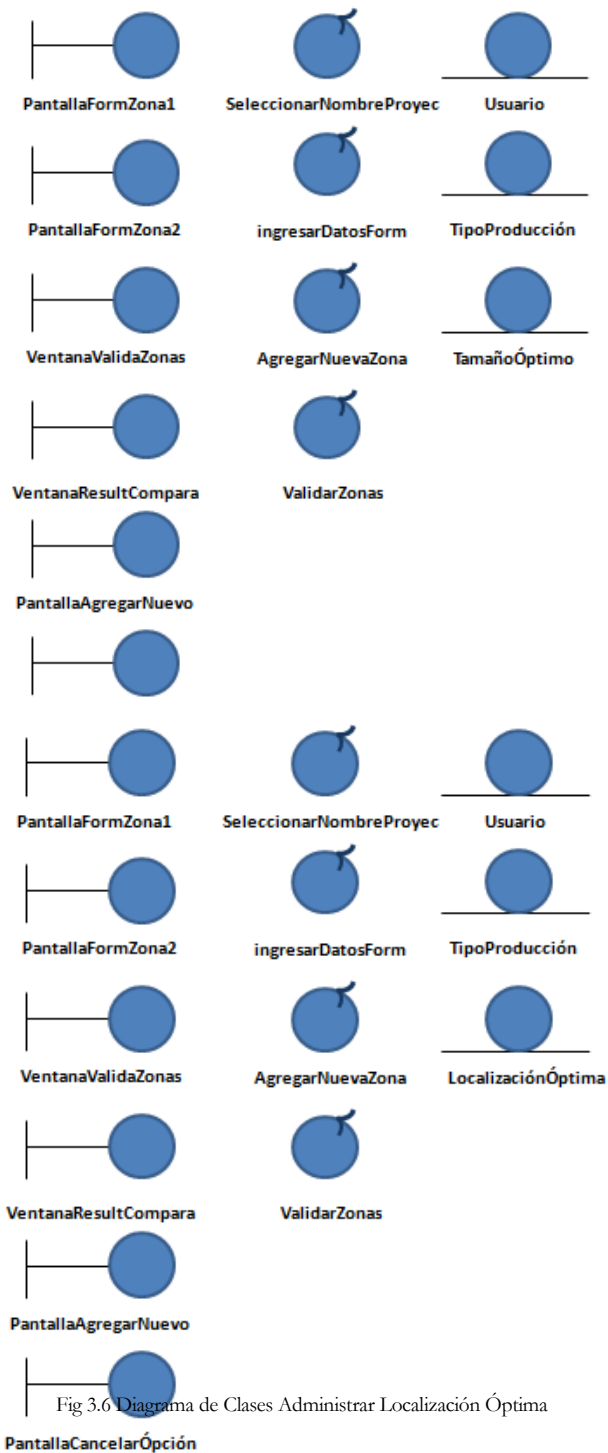 PantallaFormZona1 SeleccionarNombreProyec Usuario
PantallaFormZona2 ingresarDatosForm TipoProducción
VentanaValidaZonas AgregarNuevaZona TamañoÓptimo
VentanaResultCompara ValidarZonas
PantallaAgregarNuevo
PantallaFormZona1 SeleccionarNombreProyec Usuario
PantallaFormZona2 ingresarDatosForm TipoProducción
VentanaValidaZonas AgregarNuevaZona LocalizaciónÓptima
VentanaResultCompara ValidarZonas
PantallaAgregarNuevo
Fig 3.6 Diagrama de Clases Administrar Localización Óptima
PantallaCancelarÓpción